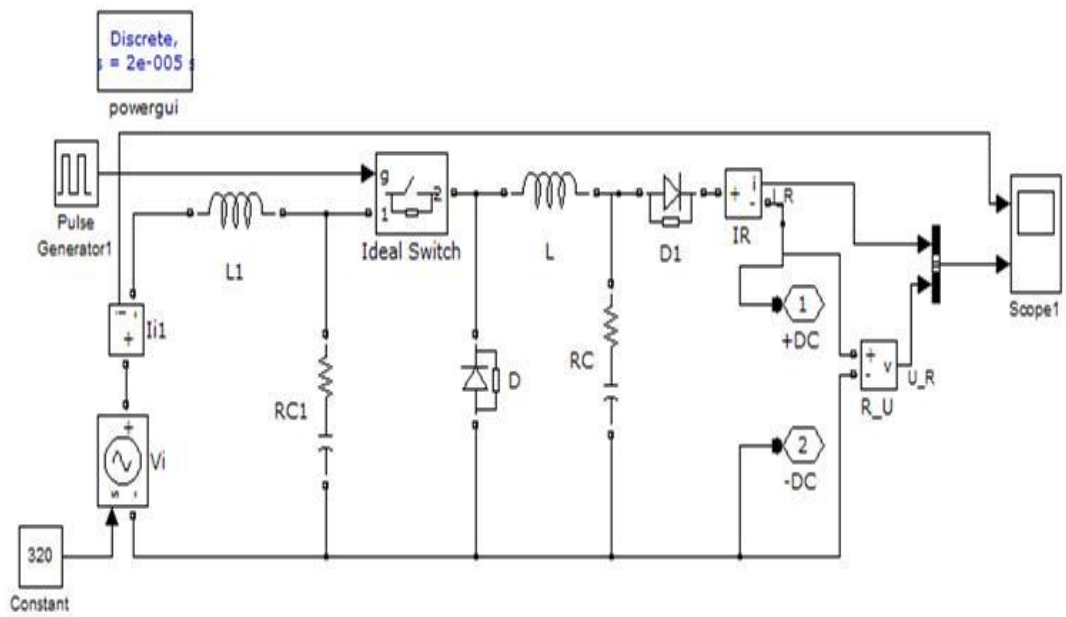 Discrete,
s = 2e-005 s
powergui
Pulse
Generator1
g
1
2
Ideal Switch
L1
L
D1
+
i
-
I_R
IR
Scope1
1
+DC
i
-
+
Ii1
RC1
D
RC
+
-
v
U_R
R_U
+
Vi
s
-
2
-DC
320
Constant